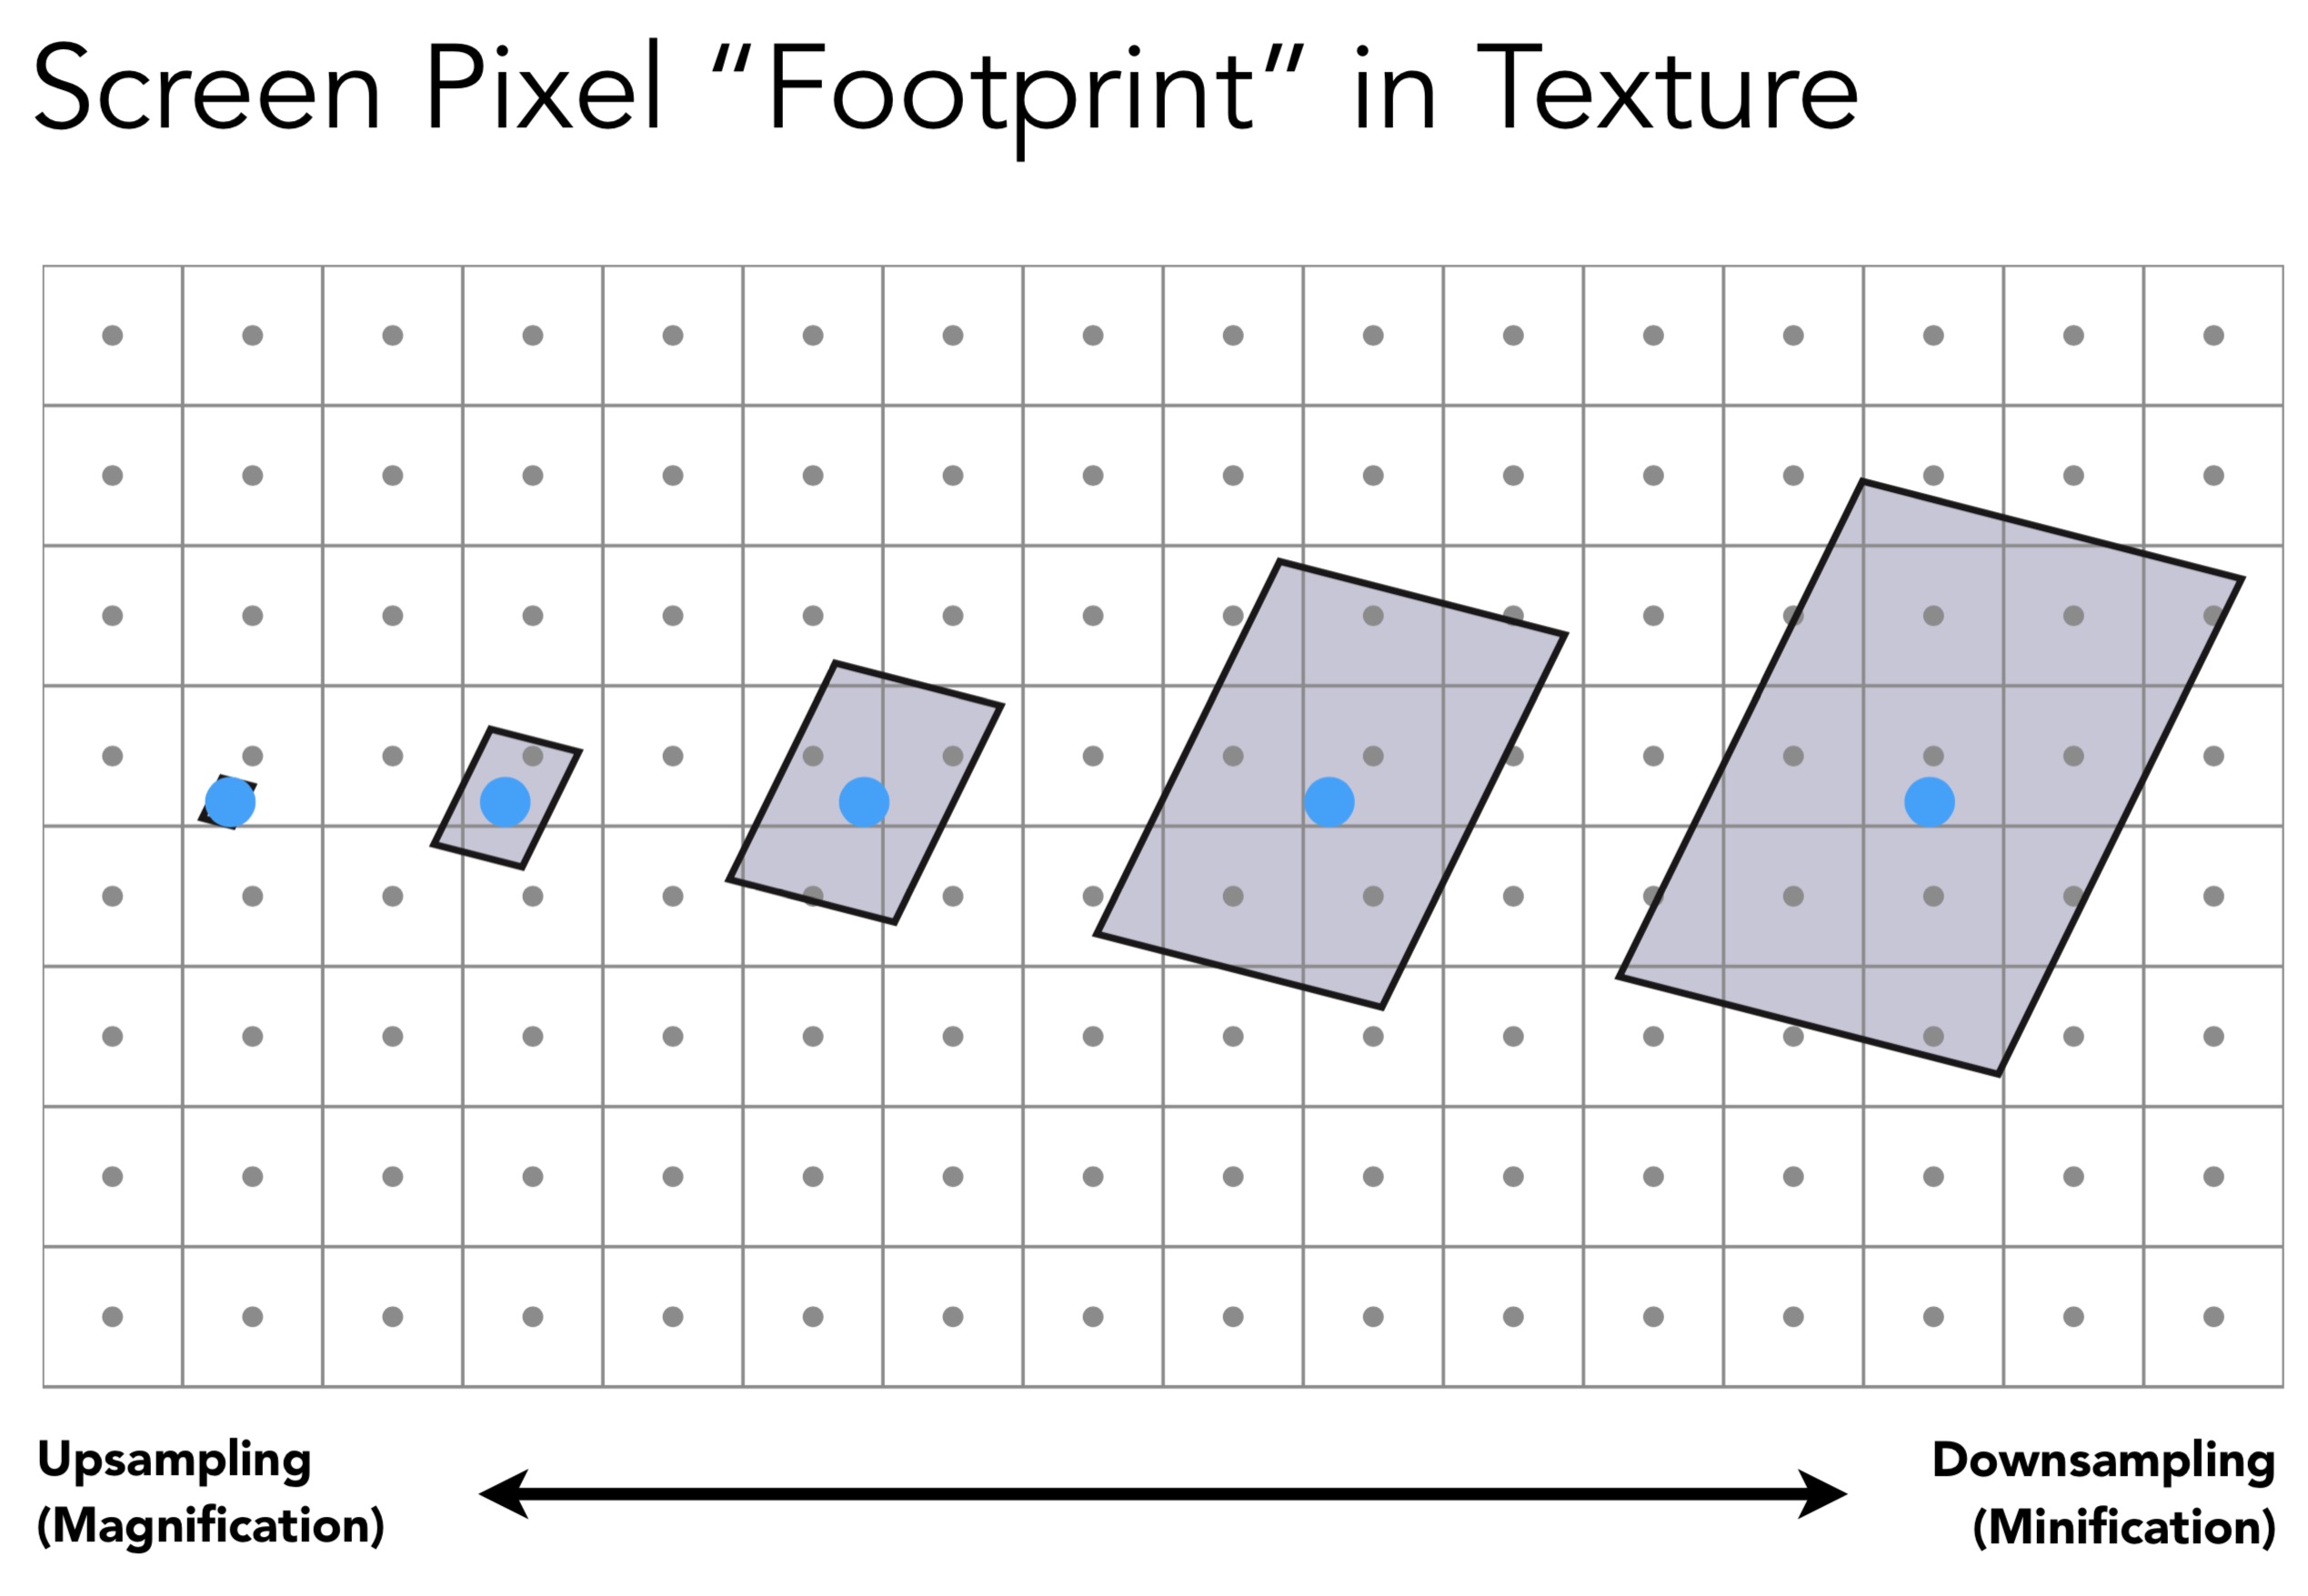 Screen Pixel “Footprint” in Texture
Upsampling
(Magnification)
Downsampling
(Minification)